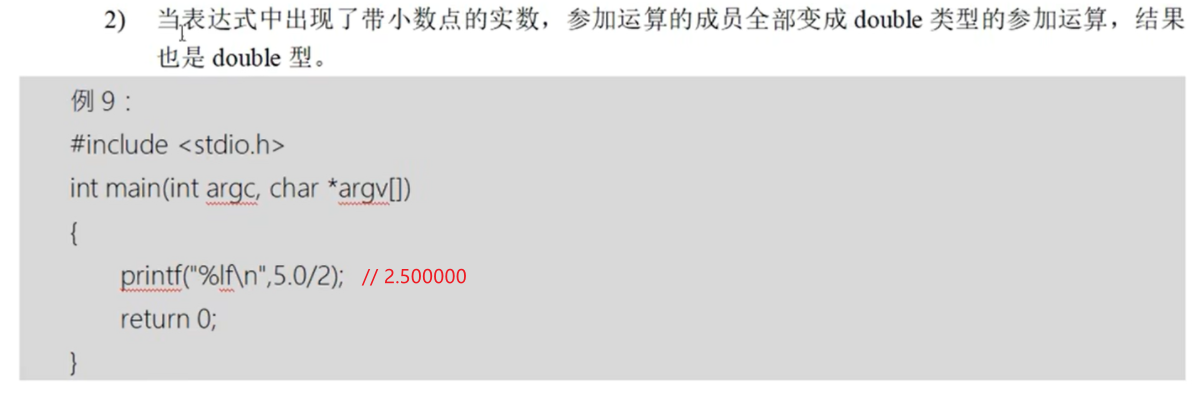 2) 当表达式中出现了带小数点的实数，参加运算的成员全部变成 double 类型的参加运算，结果
也是 double 型。
例 9：
#include <stdio.h>
int main(int argc, char *argv[])
{
printf("%lf\n",5.0/2); // 2.500000
return 0;
}